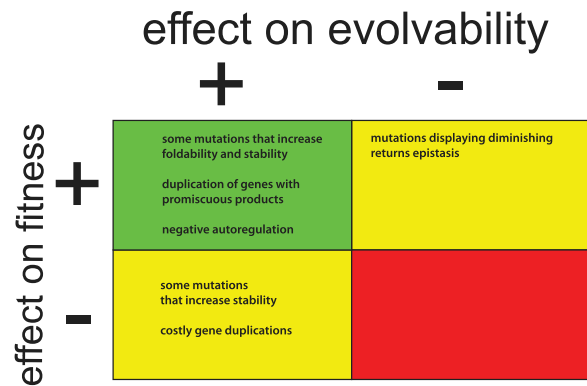 effect on evolvability
+ -
effect on fitness
+
some mutations that increase
foldability and stability
duplication of genes with
promiscuous products
negative autoregulation
mutations displaying diminishing
returns epistasis
-
some mutations
that increase stability
costly gene duplications